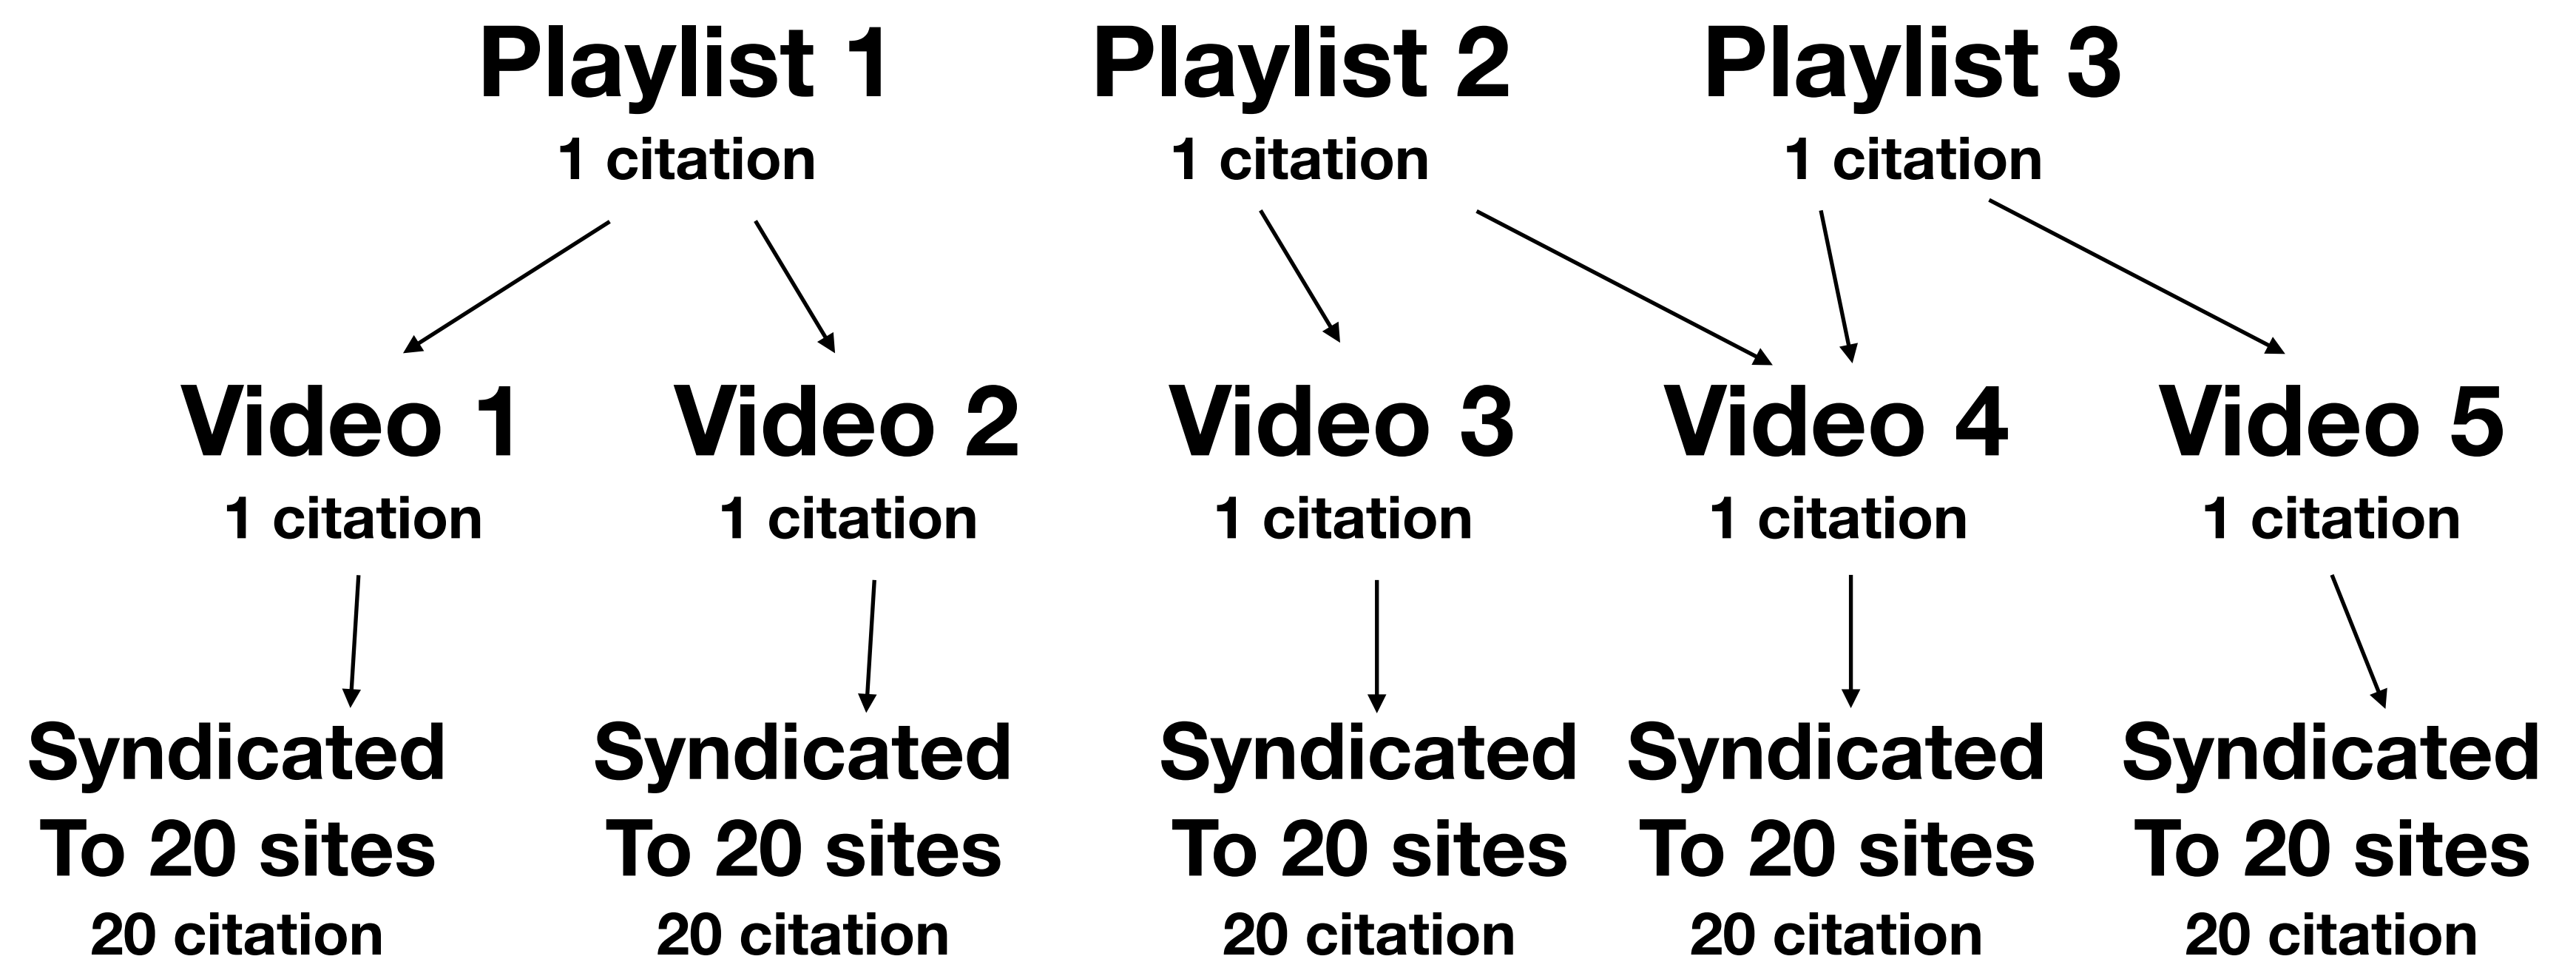 Playlist 1 Playlist 2 Playlist 3
1 citation 1 citation 1 citation
Video 1 Video 2 Video 3 Video 4 Video 5
1 citation 1 citation 1 citation 1 citation 1 citation
Syndicated Syndicated Syndicated Syndicated Syndicated
To 20 sites To 20 sites To 20 sites To 20 sites To 20 sites
20 citation 20 citation 20 citation 20 citation 20 citation